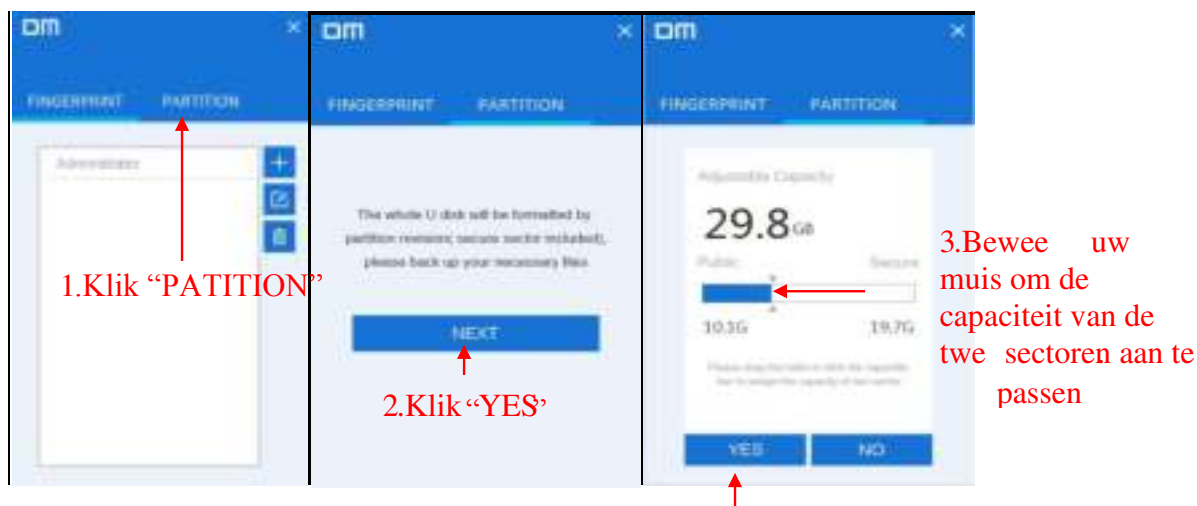 DM
×
FINGERPRINT PARTITION
Administrator
1.Klik “PATITION”
DM
×
FINGERPRINT PARTITION
The whole U disk will be formatted by
partition revision( secure sector included),
please back up your necessary files
NEXT
2.Klik “YES”
DM
×
FINGERPRINT PARTITION
Adjustable Capacity
29.8 GB
Public Secure
10.1G 19.7G
YES NO
3.Bewee uw
muis om de
capaciteit van de
twe sectoren aan te
passen